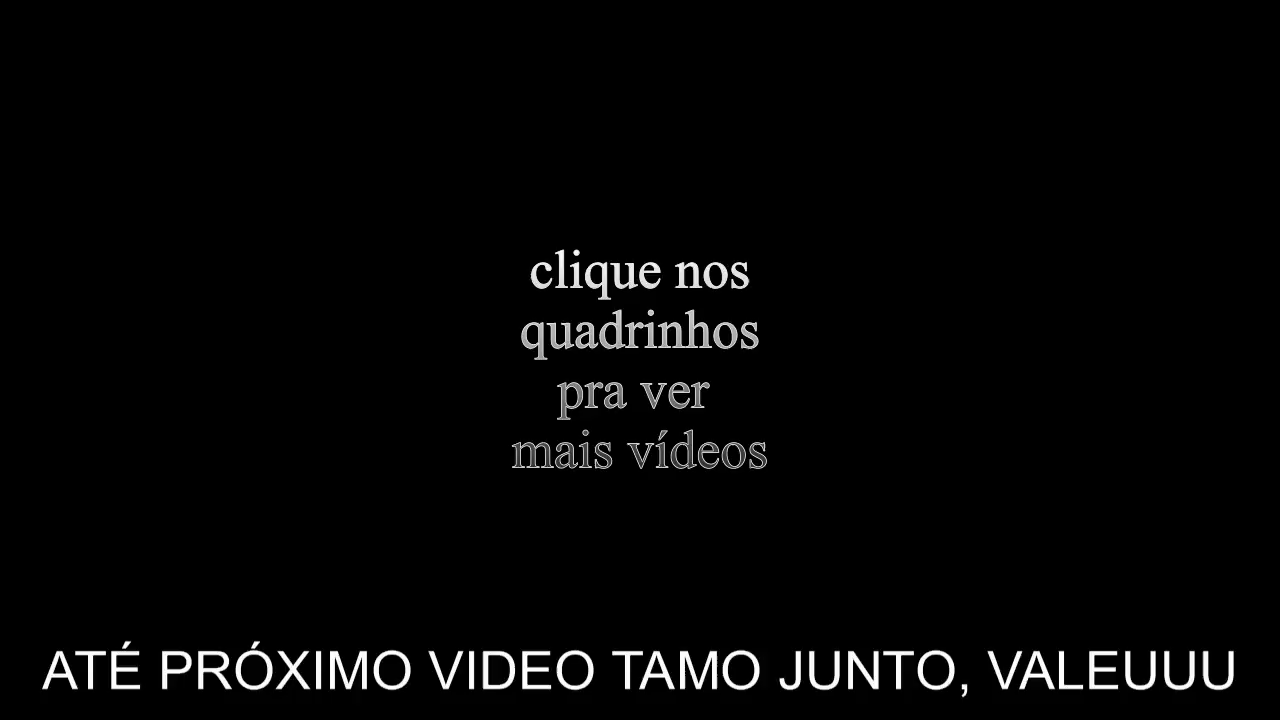 clique nos
quadrinhos
pra ver
mais vídeos
ATÉ PRÓXIMO VIDEO TAMO JUNTO, VALEUUU